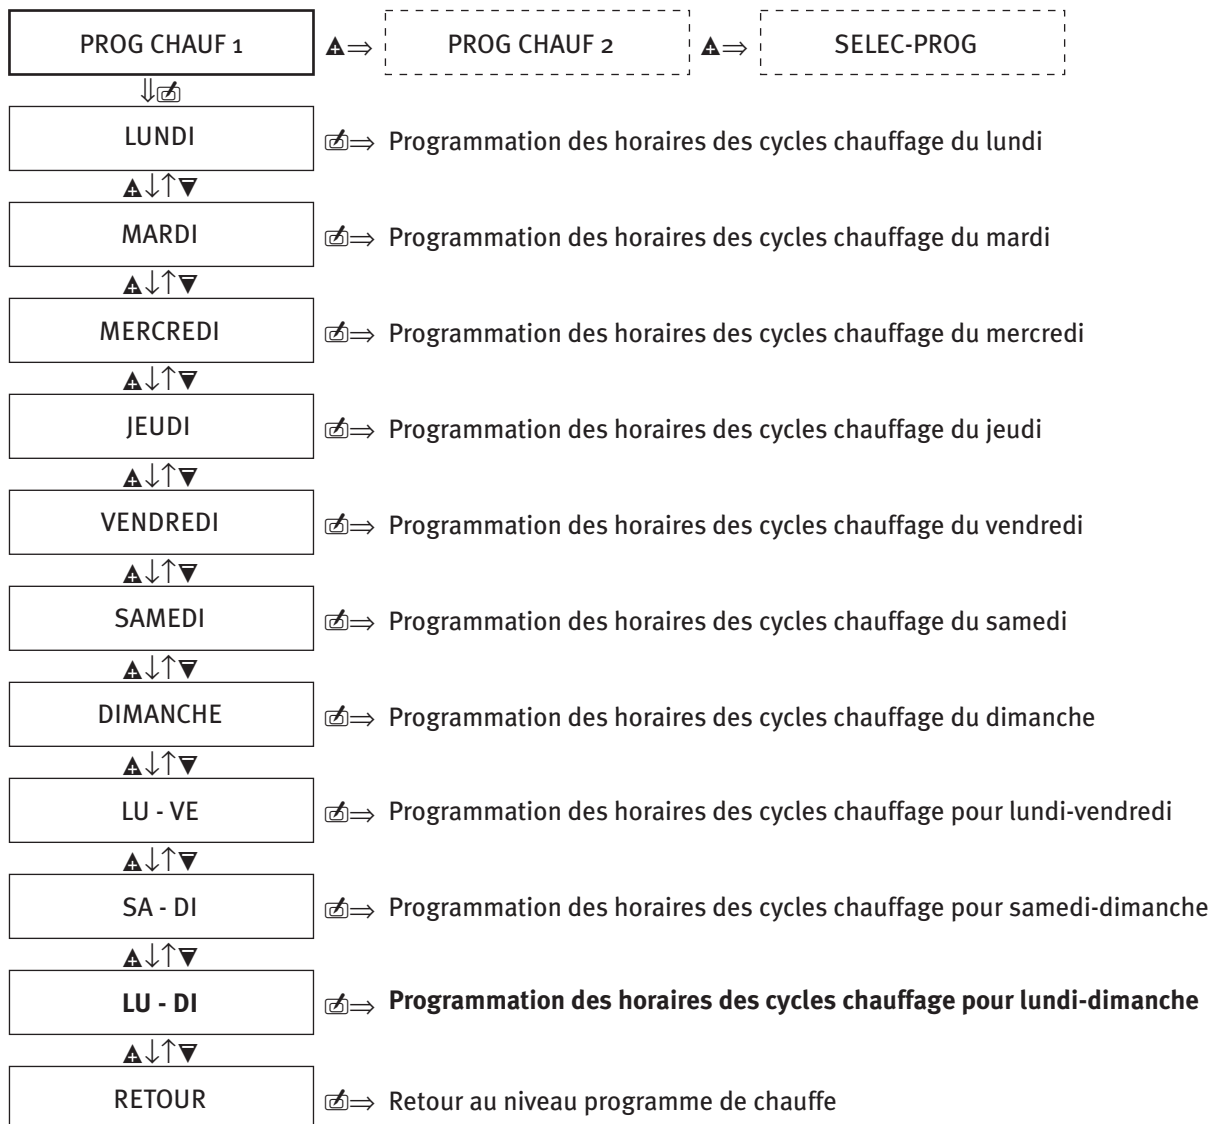 PROG CHAUF 1 ⇒ PROG CHAUF 2 ⇒ SELEC-PROG
⇓
LUNDI ⇒ Programmation des horaires des cycles chauffage du lundi
↓↑
MARDI ⇒ Programmation des horaires des cycles chauffage du mardi
↓↑
MERCREDI ⇒ Programmation des horaires des cycles chauffage du mercredi
↓↑
JEUDI ⇒ Programmation des horaires des cycles chauffage du jeudi
↓↑
VENDREDI ⇒ Programmation des horaires des cycles chauffage du vendredi
↓↑
SAMEDI ⇒ Programmation des horaires des cycles chauffage du samedi
↓↑
DIMANCHE ⇒ Programmation des horaires des cycles chauffage du dimanche
↓↑
LU - VE ⇒ Programmation des horaires des cycles chauffage pour lundi-vendredi
↓↑
SA - DI ⇒ Programmation des horaires des cycles chauffage pour samedi-dimanche
↓↑
LU - DI ⇒ Programmation des horaires des cycles chauffage pour lundi-dimanche
↓↑
RETOUR ⇒ Retour au niveau programme de chauffe